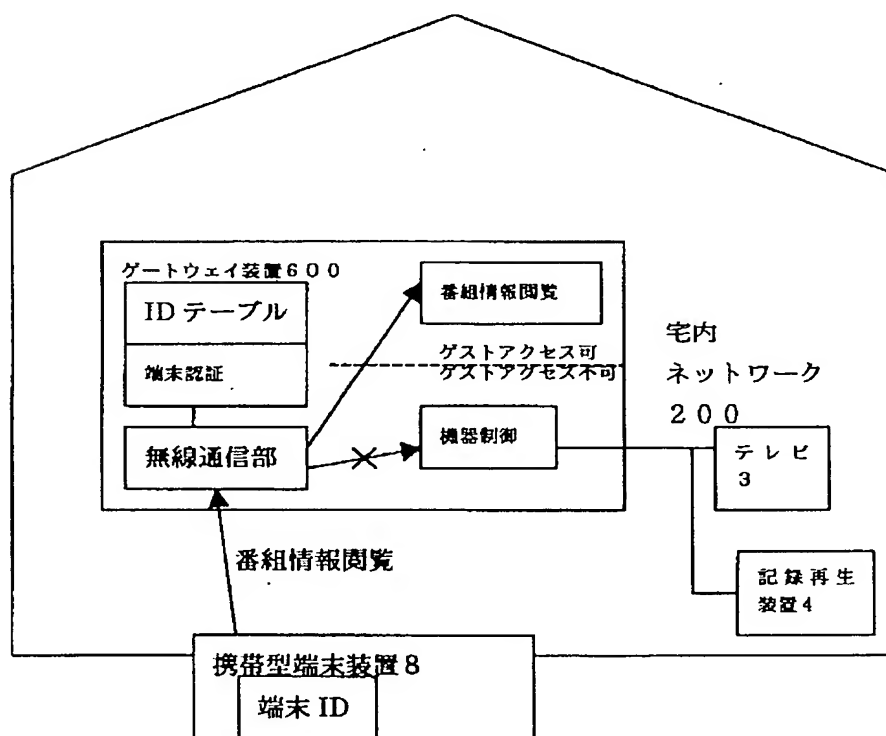 ゲートウェイ装置６００
IDテーブル
端末認証
無線通信部
番組情報閲覧
ゲストアクセス可
ゲストアクセス不可
機器制御
宅内
ネットワーク
２００
テレビ
３
記録再生
装置４
番組情報閲覧
携帯型端末装置８
端末ID